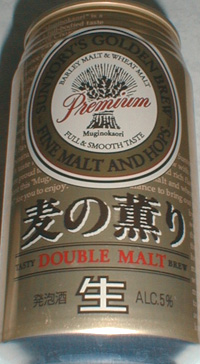 SUNTORY'S GOLDEN BREW
BARLEY MALT & WHEAT MALT
Premium
Muginokaori
FULL & SMOOTH TASTE
FINE MALT AND HOPS
麦の薫り
TASTY DOUBLE MALT BREW
発泡酒 生 ALC.5%